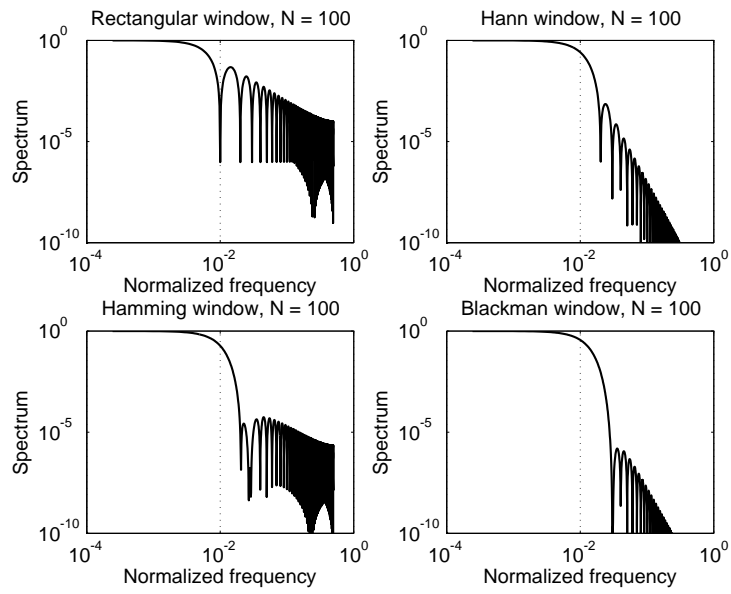 Rectangular window, N = 100
Hann window, N = 100
10^0
10^-5
10^-10
Spectrum
10^-4
10^-2
10^0
Normalized frequency
10^0
10^-5
10^-10
Spectrum
10^-4
10^-2
10^0
Normalized frequency
Hamming window, N = 100
Blackman window, N = 100
10^0
10^-5
10^-10
Spectrum
10^-4
10^-2
10^0
Normalized frequency
10^0
10^-5
10^-10
Spectrum
10^-4
10^-2
10^0
Normalized frequency